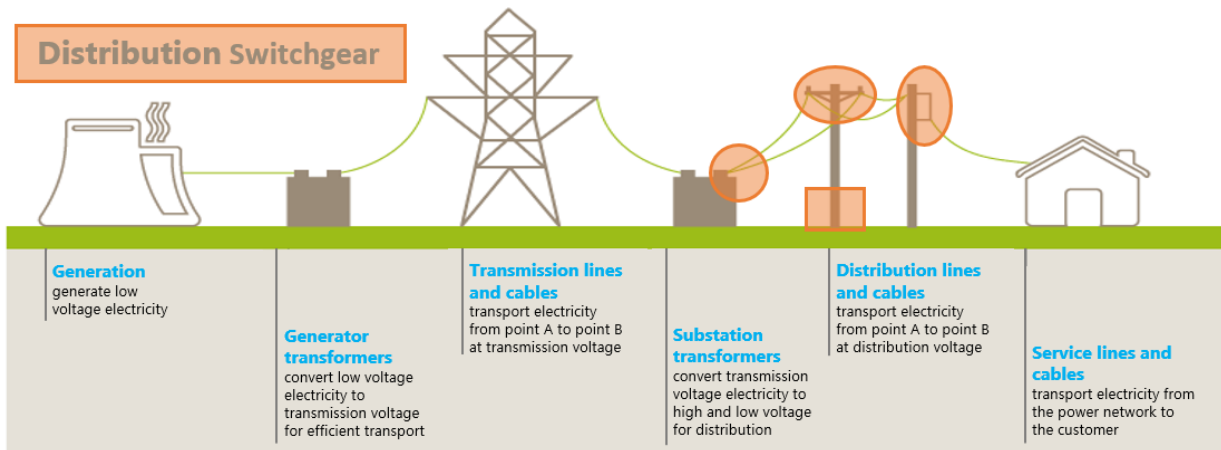 Distribution Switchgear
Generation
generate low
voltage electricity
Generator
transformers
convert low voltage
electricity to
transmission voltage
for efficient transport
Transmission lines
and cables
transport electricity
from point A to point B
at transmission voltage
Substation
transformers
convert transmission
voltage electricity to
high and low voltage
for distribution
Distribution lines
and cables
transport electricity
from point A to point B
at distribution voltage
Service lines and
cables
transport electricity from
the power network to
the customer